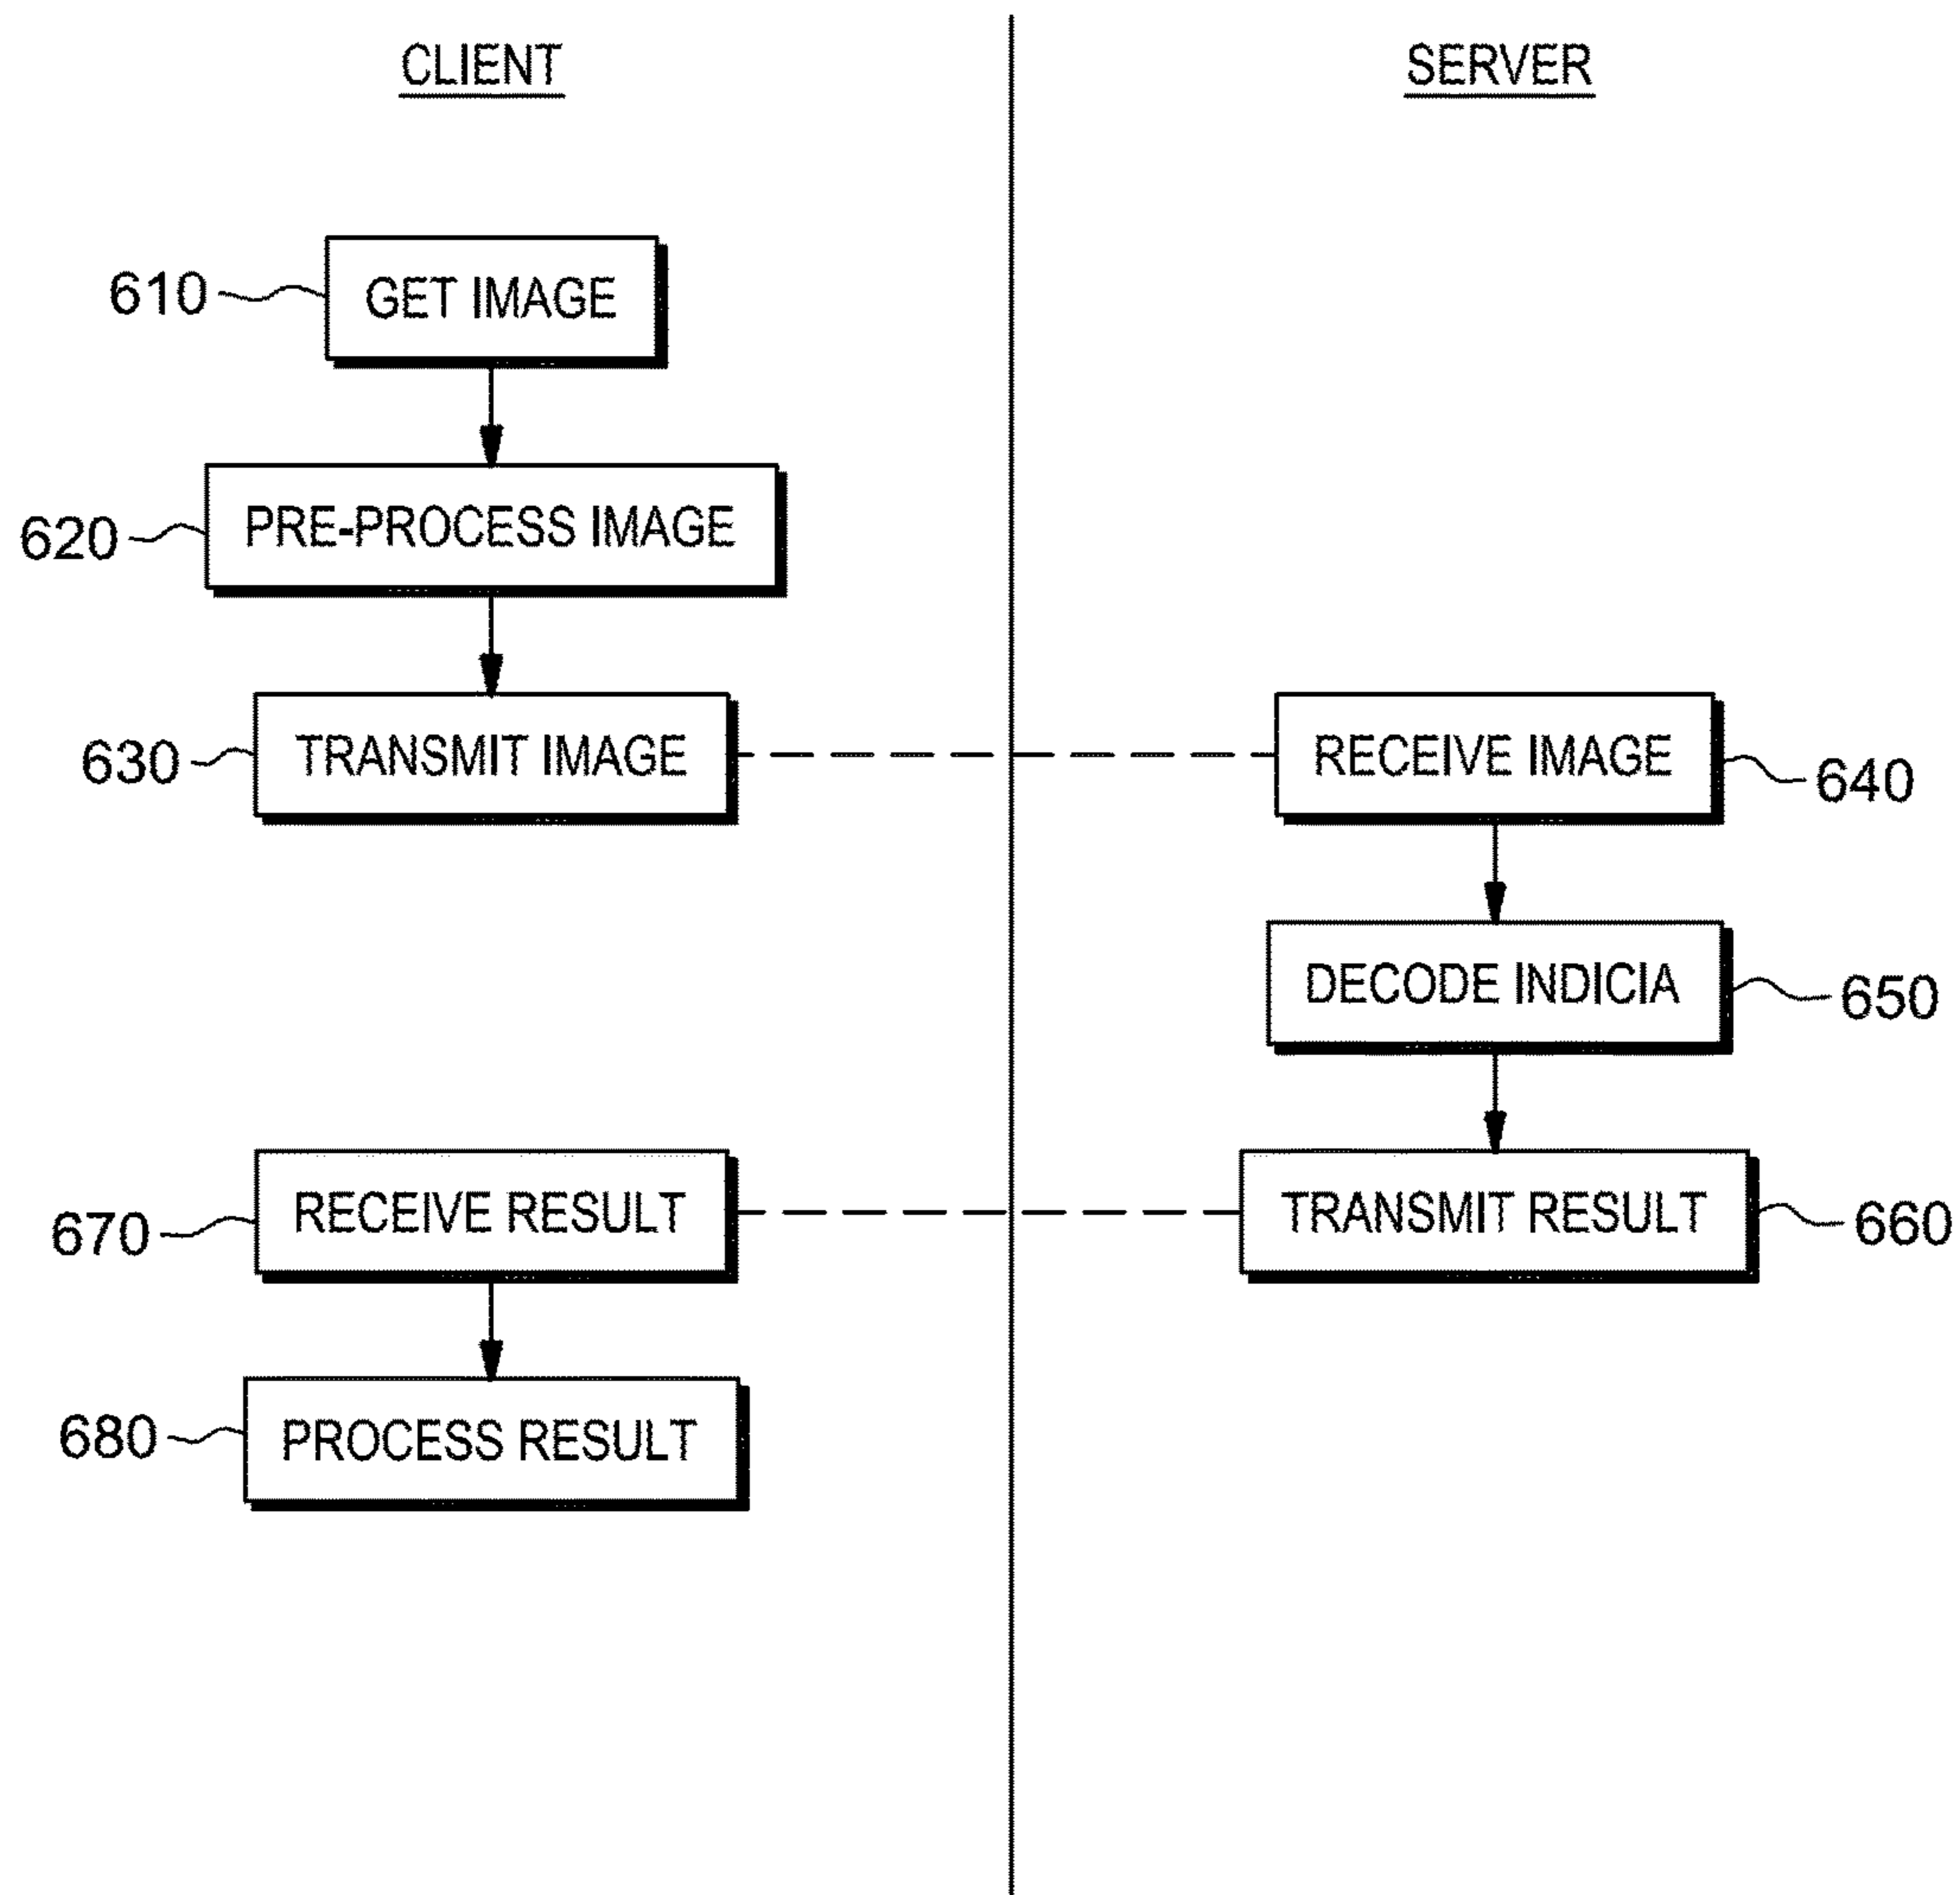 CLIENT
SERVER
610
GET IMAGE
620
PRE-PROCESS IMAGE
630
TRANSMIT IMAGE
RECEIVE IMAGE
640
DECODE INDICIA
650
670
RECEIVE RESULT
TRANSMIT RESULT
660
680
PROCESS RESULT